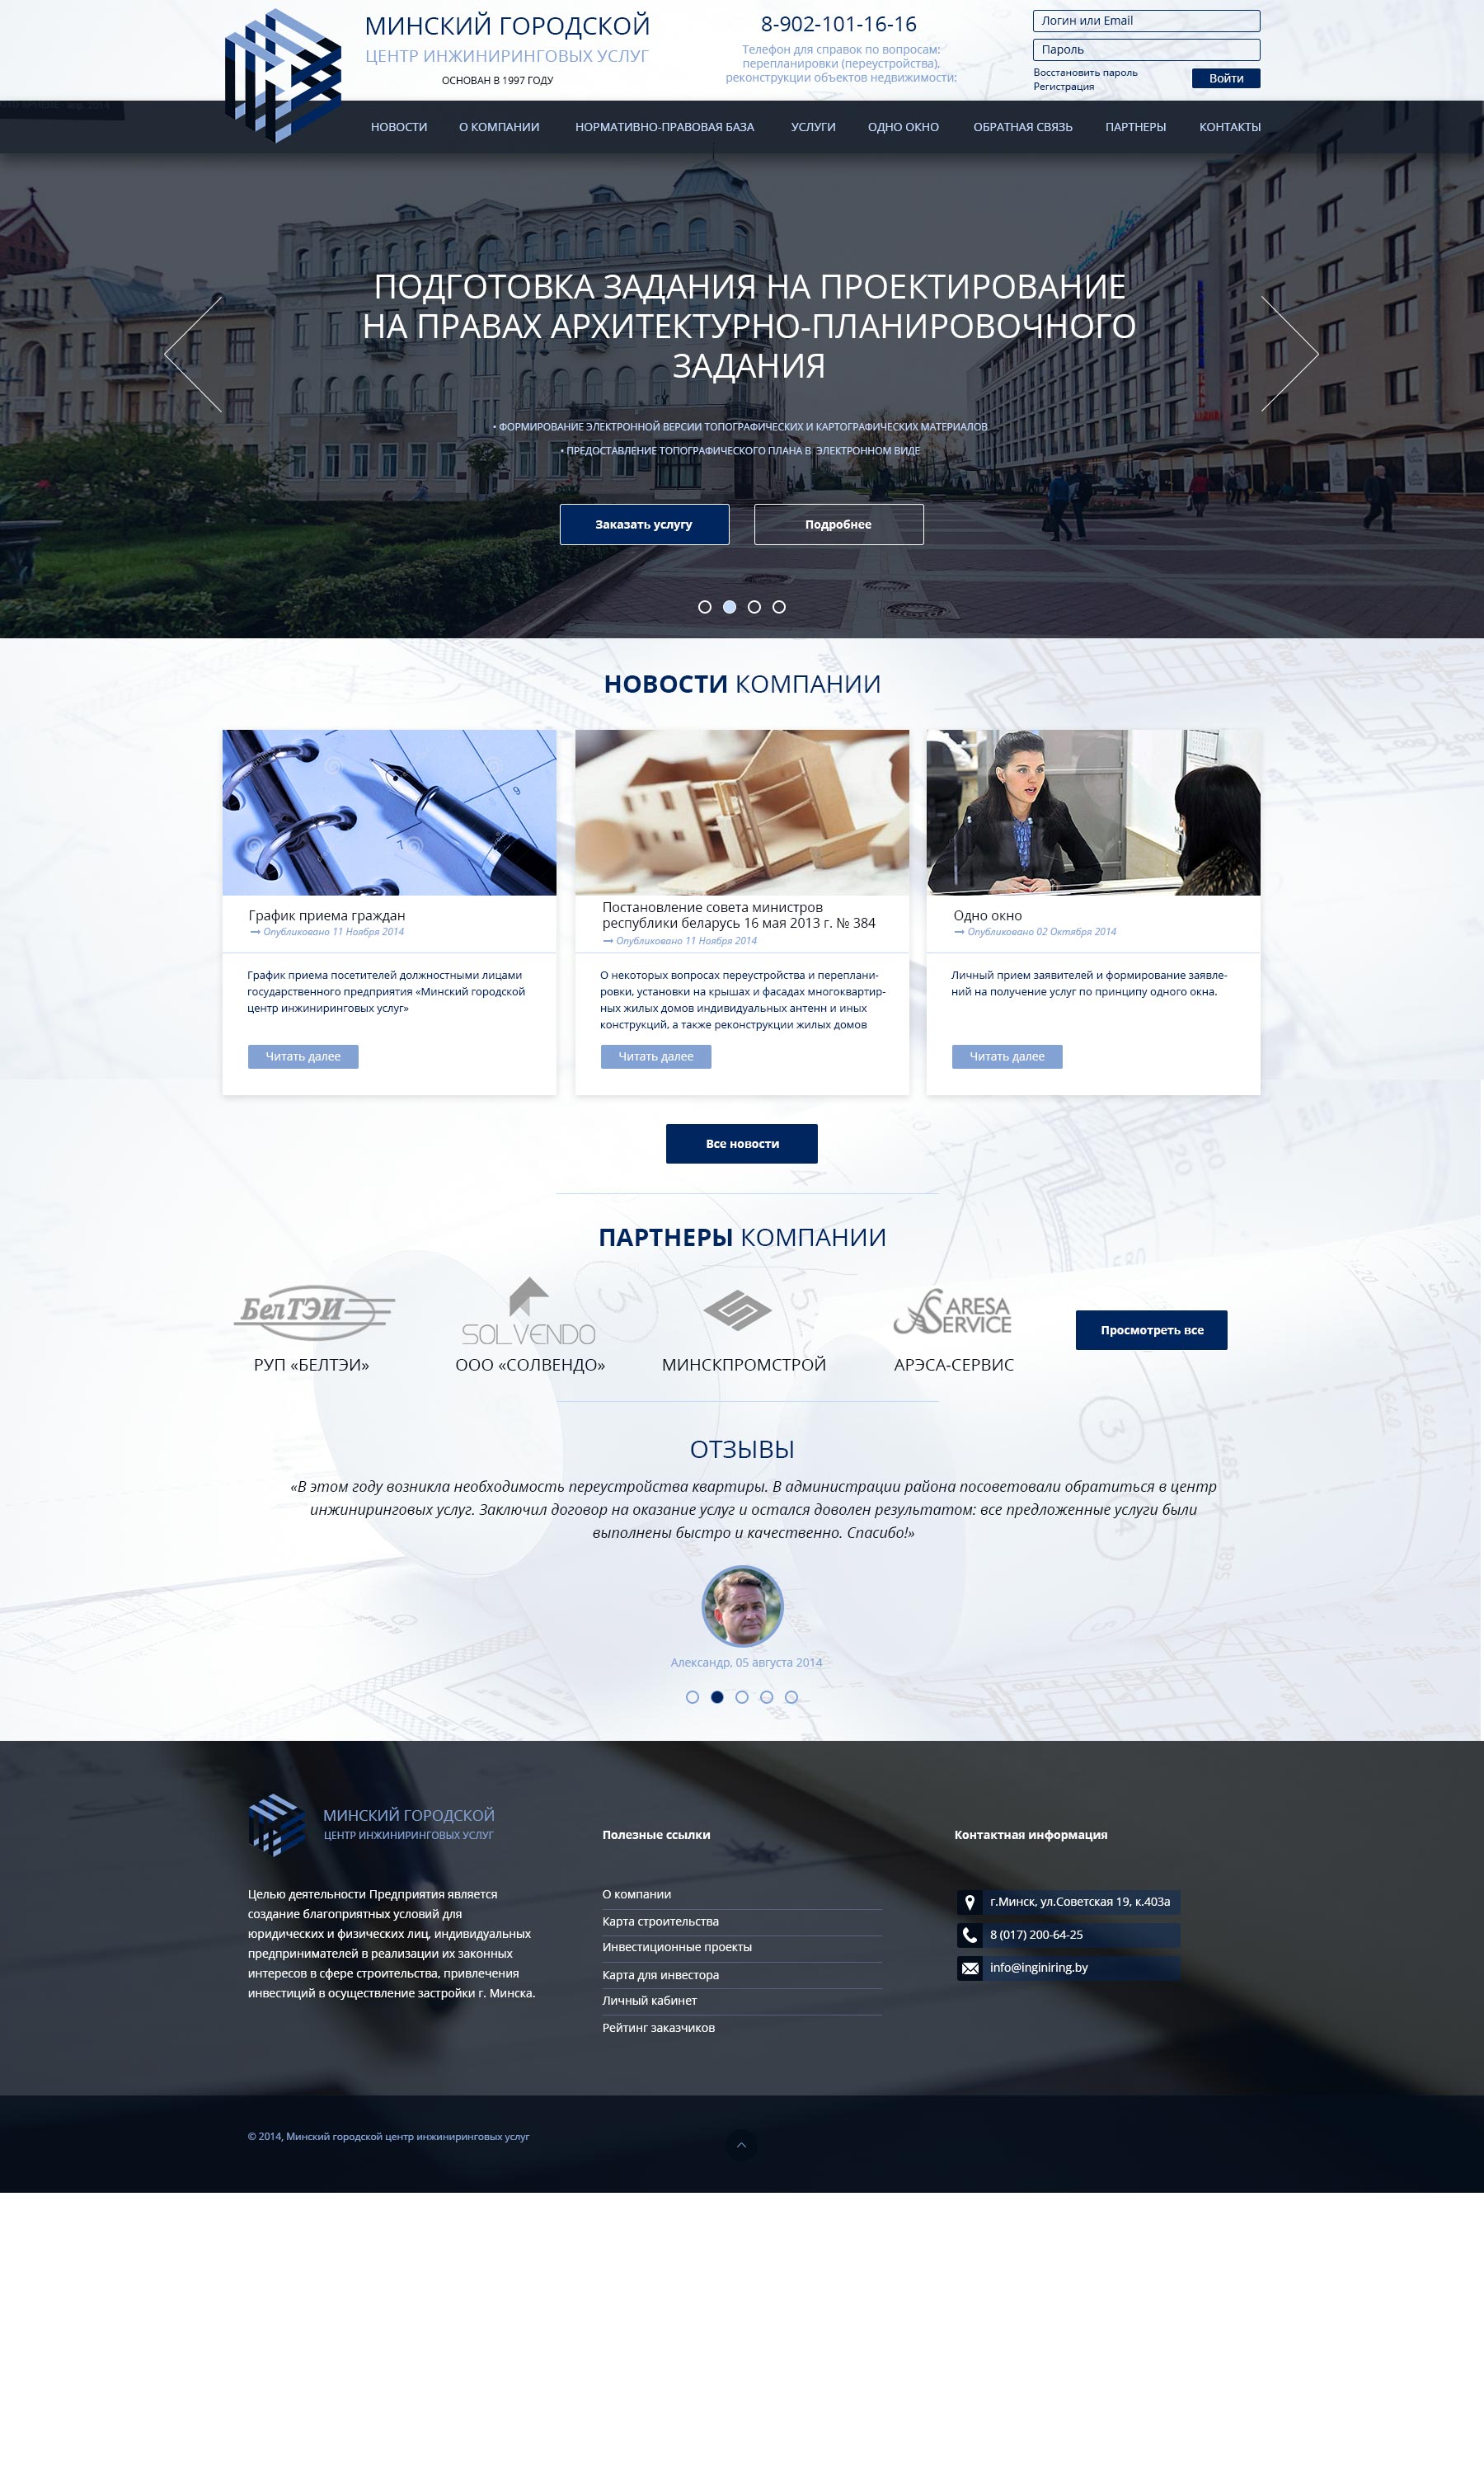 МИНСКИЙ ГОРОДСКОЙ
ЦЕНТР ИНЖИНИРИНГОВЫХ УСЛУГ
ОСНОВАН В 1997 ГОДУ
8-902-101-16-16
Телефон для справок по вопросам:
перепланировки (переустройства),
реконструкции объектов недвижимости:
Логин или Email
Пароль
Восстановить пароль
Регистрация
Войти
НОВОСТИ О КОМПАНИИ НОРМАТИВНО-ПРАВОВАЯ БАЗА УСЛУГИ ОДНО ОКНО ОБРАТНАЯ СВЯЗЬ ПАРТНЕРЫ КОНТАКТЫ
ПОДГОТОВКА ЗАДАНИЯ НА ПРОЕКТИРОВАНИЕ
НА ПРАВАХ АРХИТЕКТУРНО-ПЛАНИРОВОЧНОГО
ЗАДАНИЯ
• ФОРМИРОВАНИЕ ЭЛЕКТРОННОЙ ВЕРСИИ ТОПОГРАФИЧЕСКИХ И КАРТОГРАФИЧЕСКИХ МАТЕРИАЛОВ
• ПРЕДОСТАВЛЕНИЕ ТОПОГРАФИЧЕСКОГО ПЛАНА В ЭЛЕКТРОННОМ ВИДЕ
Заказать услугу
Подробнее
НОВОСТИ КОМПАНИИ
График приема граждан
Опубликовано 11 Ноября 2014
График приема посетителей должностными лицами
государственного предприятия «Минский городской
центр инжиниринговых услуг»
Читать далее
Постановление совета министров
республики беларусь 16 мая 2013 г. № 384
Опубликовано 11 Ноября 2014
О некоторых вопросах переустройства и переплани-
ровки, установки на крышах и фасадах многоквартир-
ных жилых домов индивидуальных антенн и иных
конструкций, а также реконструкции жилых домов
Читать далее
Одно окно
Опубликовано 02 Октября 2014
Личный прием заявителей и формирование заявле-
ний на получение услуг по принципу одного окна.
Читать далее
Все новости
ПАРТНЕРЫ КОМПАНИИ
БелТЭИ
РУП «БЕЛТЭИ»
SOLVENDO
ООО «СОЛВЕНДО»
МИНСКПРОМСТРОЙ
ARESA
SERVICE
АРЭСА-СЕРВИС
Просмотреть все
ОТЗЫВЫ
«В этом году возникла необходимость переустройства квартиры. В администрации района посоветовали обратиться в центр
инжиниринговых услуг. Заключил договор на оказание услуг и остался доволен результатом: все предложенные услуги были
выполнены быстро и качественно. Спасибо!»
Александр, 05 августа 2014
МИНСКИЙ ГОРОДСКОЙ
ЦЕНТР ИНЖИНИРИНГОВЫХ УСЛУГ
Целью деятельности Предприятия является
создание благоприятных условий для
юридических и физических лиц, индивидуальных
предпринимателей в реализации их законных
интересов в сфере строительства, привлечения
инвестиций в осуществление застройки г. Минска.
Полезные ссылки
О компании
Карта строительства
Инвестиционные проекты
Карта для инвестора
Личный кабинет
Рейтинг заказчиков
Контактная информация
г.Минск, ул.Советская 19, к.403а
8 (017) 200-64-25
info@inginiring.by
© 2014, Минский городской центр инжиниринговых услуг